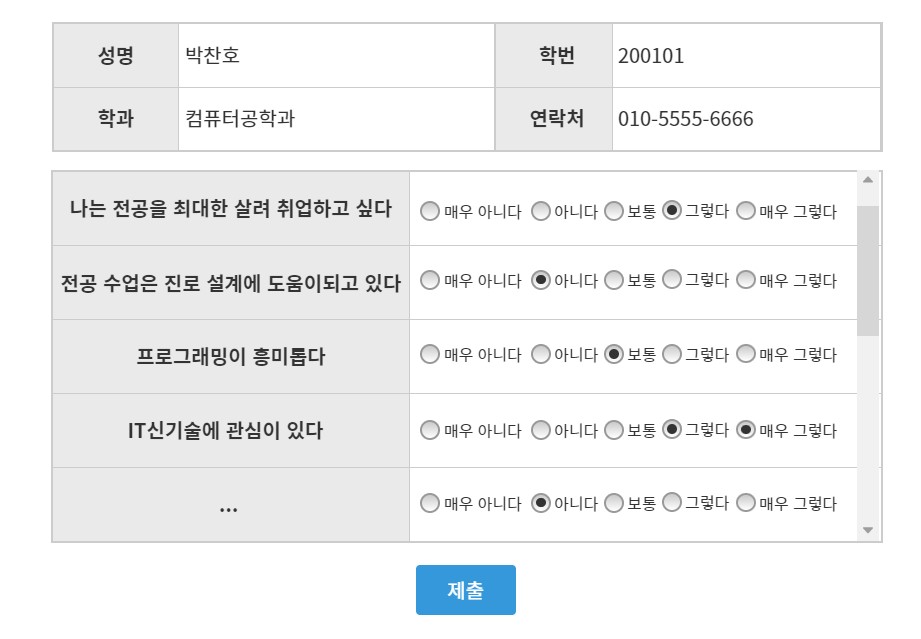 성명 박찬호 학번 200101
학과 컴퓨터공학과 연락처 010-5555-6666
나는 전공을 최대한 살려 취업하고 싶다 매우 아니다 아니다 보통 그렇다 매우 그렇다
전공 수업은 진로 설계에 도움이되고 있다 매우 아니다 아니다 보통 그렇다 매우 그렇다
프로그래밍이 흥미롭다 매우 아니다 아니다 보통 그렇다 매우 그렇다
IT신기술에 관심이 있다 매우 아니다 아니다 보통 그렇다 매우 그렇다
... 매우 아니다 아니다 보통 그렇다 매우 그렇다
제출